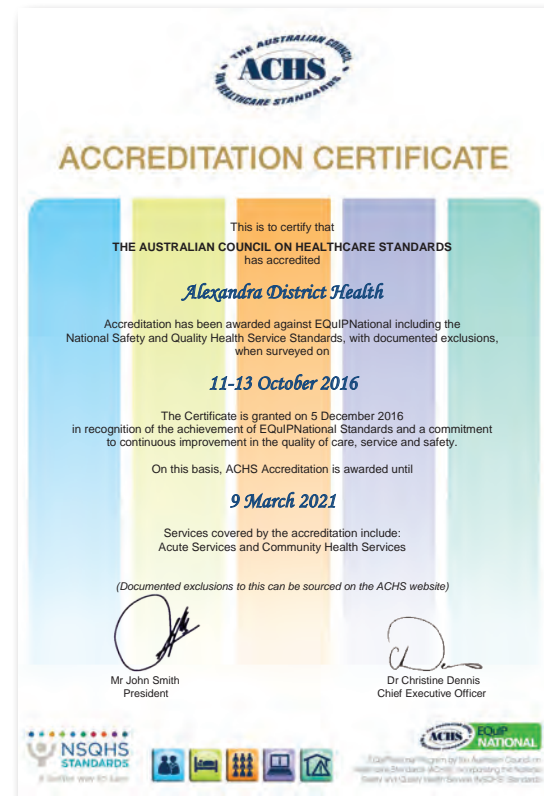 THE AUSTRALIAN COUNCIL
ACHS
ON HEALTHCARE STANDARDS
ACCREDITATION CERTIFICATE
This is to certify that
THE AUSTRALIAN COUNCIL ON HEALTHCARE STANDARDS
has accredited
Alexandra District Health
Accreditation has been awarded against EQuIPNational including the
National Safety and Quality Health Service Standards, with documented exclusions,
when surveyed on
11-13 October 2016
The Certificate is granted on 5 December 2016
in recognition of the achievement of EQuIPNational Standards and a commitment
to continuous improvement in the quality of care, service and safety.
On this basis, ACHS Accreditation is awarded until
9 March 2021
Services covered by the accreditation include:
Acute Services and Community Health Services
(Documented exclusions to this can be sourced on the ACHS website)
Mr John Smith
President
Dr Christine Dennis
Chief Executive Officer
NSQHS
STANDARDS
ACHS
EQuIP
NATIONAL